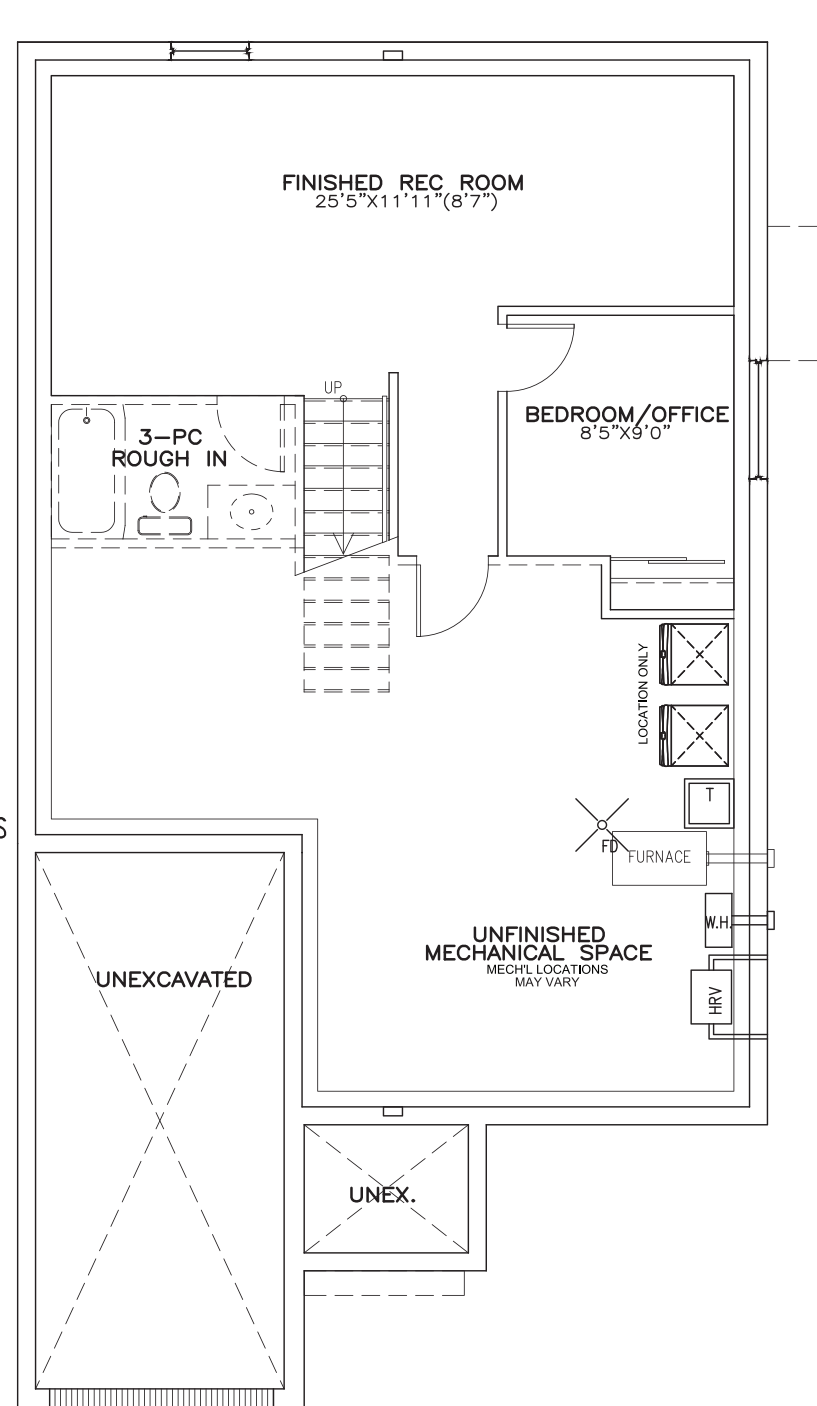 FINISHED REC ROOM
25'5"X11'11"(8'7")
UP
BEDROOM/OFFICE
8'5"X9'0"
3-PC
ROUGH IN
LOCATION ONLY
T
S
FD
FURNACE
W.H.
UNFINISHED
MECHANICAL SPACE
MECH'L LOCATIONS
MAY VARY
HRV
UNEXCAVATED
UNEX.